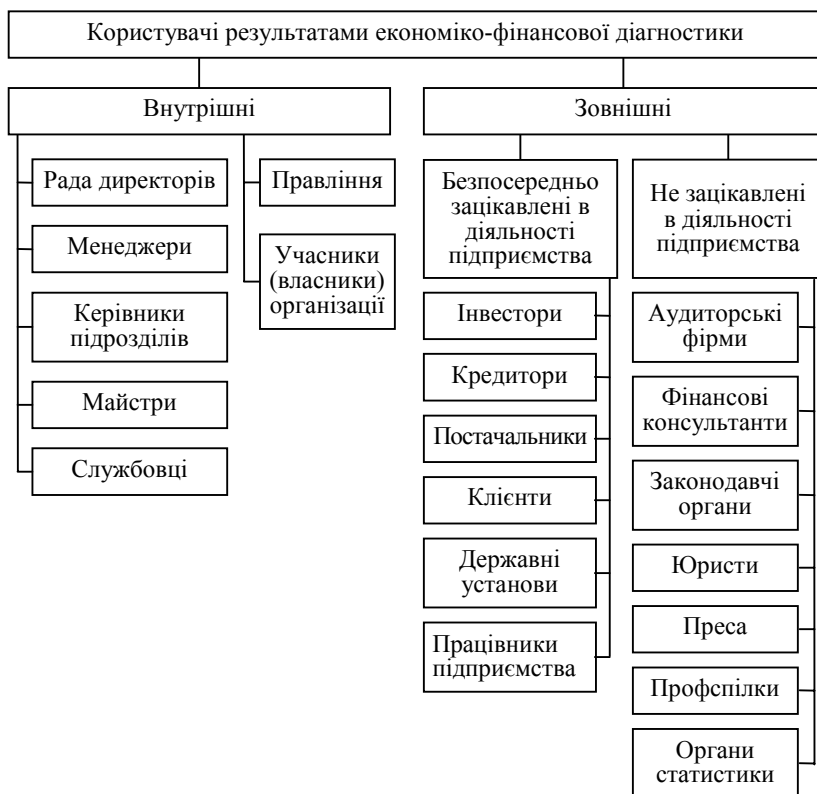 Користувачі результатами економіко-фінансової діагностики
Внутрішні
Рада директорів
Менеджери
Керівники
підрозділів
Майстри
Службовці
Правління
Учасники
(власники)
організації
Зовнішні
Безпосередньо
зацікавлені в
діяльності
підприємства
Інвестори
Кредитори
Постачальники
Клієнти
Державні
установи
Працівники
підприємства
Не зацікавлені
в діяльності
підприємства
Аудиторські
фірми
Фінансові
консультанти
Законодавчі
органи
Юристи
Преса
Профспілки
Органи
статистики